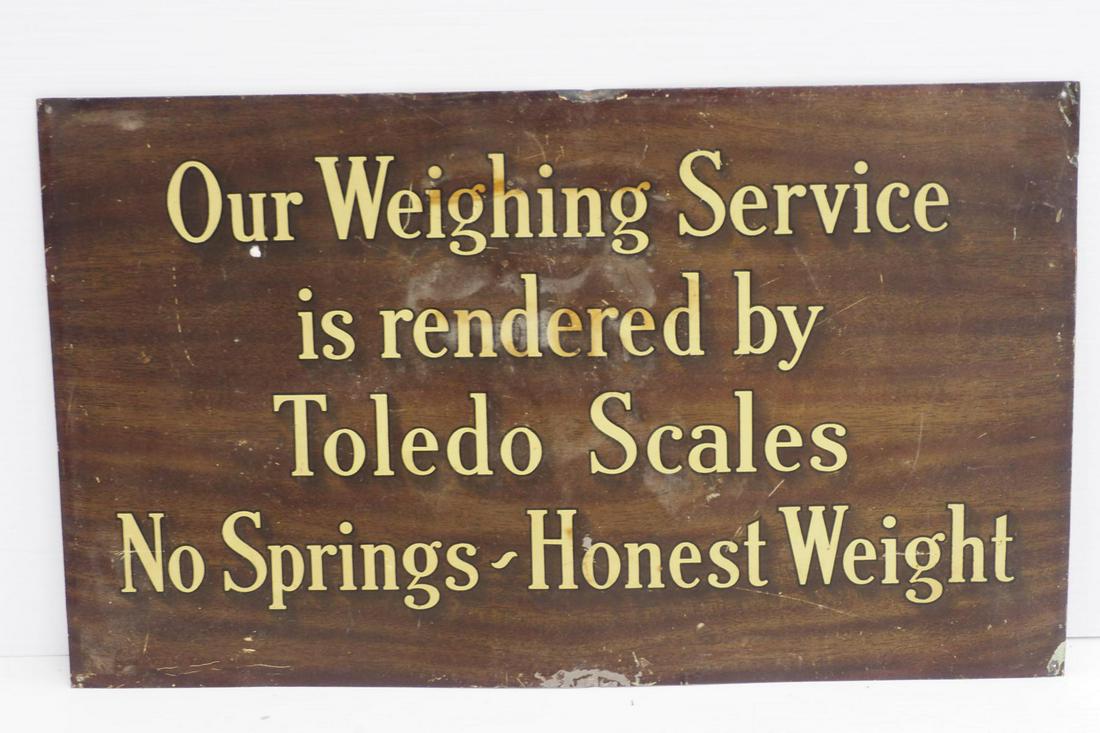 Our Weighing Service
is rendered by
Toledo Scales
No Springs ~ Honest Weight